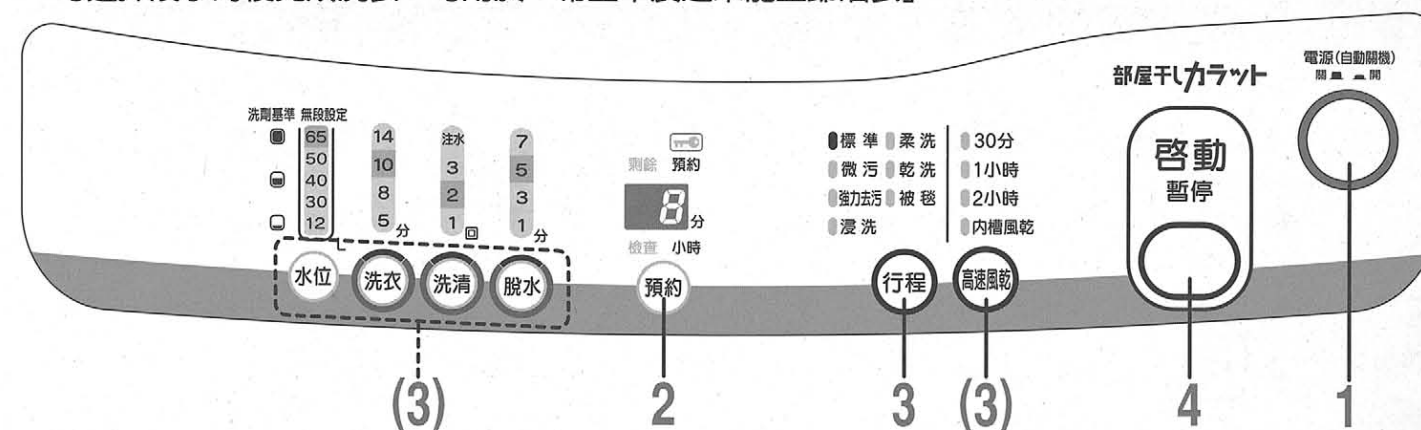 電源(自動關機)
關 開
部屋干しカラット
啓動
暫停
洗劑基準 無段設定
65
50
40
30
12
14
10
8
5 分
注水
3
2
1 回
7
5
3
1 分
剩餘 預約
8 分
檢查 小時
標準 柔洗
微污 乾洗
強力去污 被毯
浸洗
30分
1小時
2小時
內槽風乾
水位 洗衣 洗清 脫水 預約 行程 高速風乾
(3) 2 3 (3) 4 1